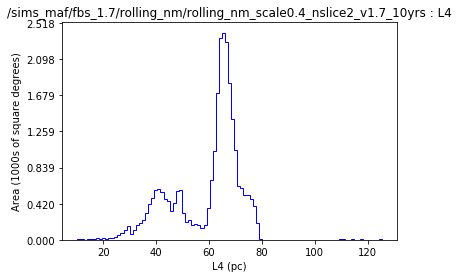 /sims_maf/fbs_1.7/rolling_nm/rolling_nm_scale0.4_nslice2_v1.7_10yrs : L4
2.518
2.098
1.679
1.259
0.839
0.420
0.000
Area (1000s of square degrees)
20 40 60 80 100 120
L4 (pc)